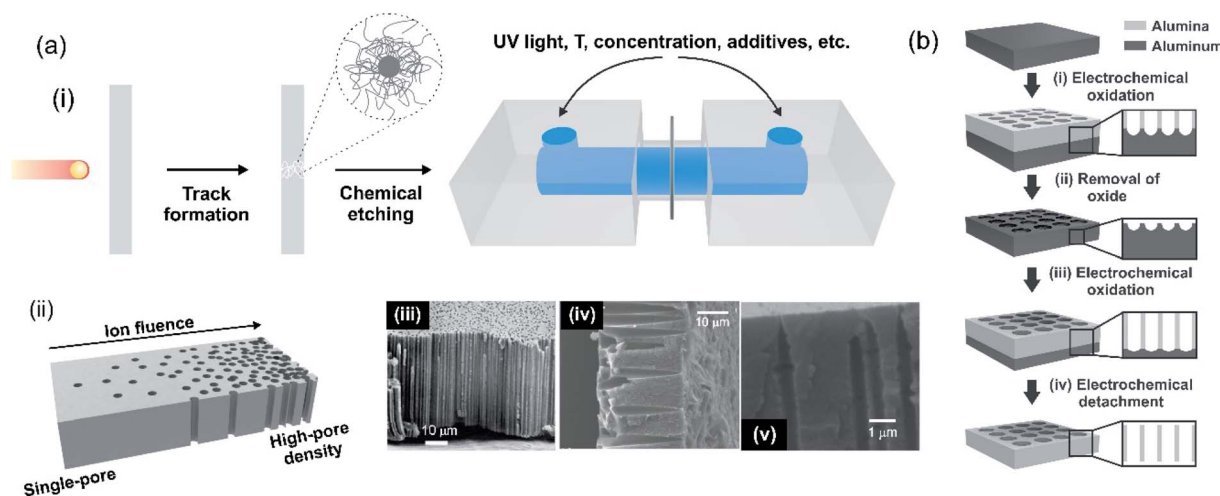 (a)
(i)
Track
formation
Chemical
etching
UV light, T, concentration, additives, etc.
(ii)
Ion fluence
Single-pore
High-pore
density
(iii)
10 μm
(iv)
10 μm
(v)
1 μm
(b)
Alumina
Aluminum
(i) Electrochemical
oxidation
(ii) Removal of
oxide
(iii) Electrochemical
oxidation
(iv) Electrochemical
detachment